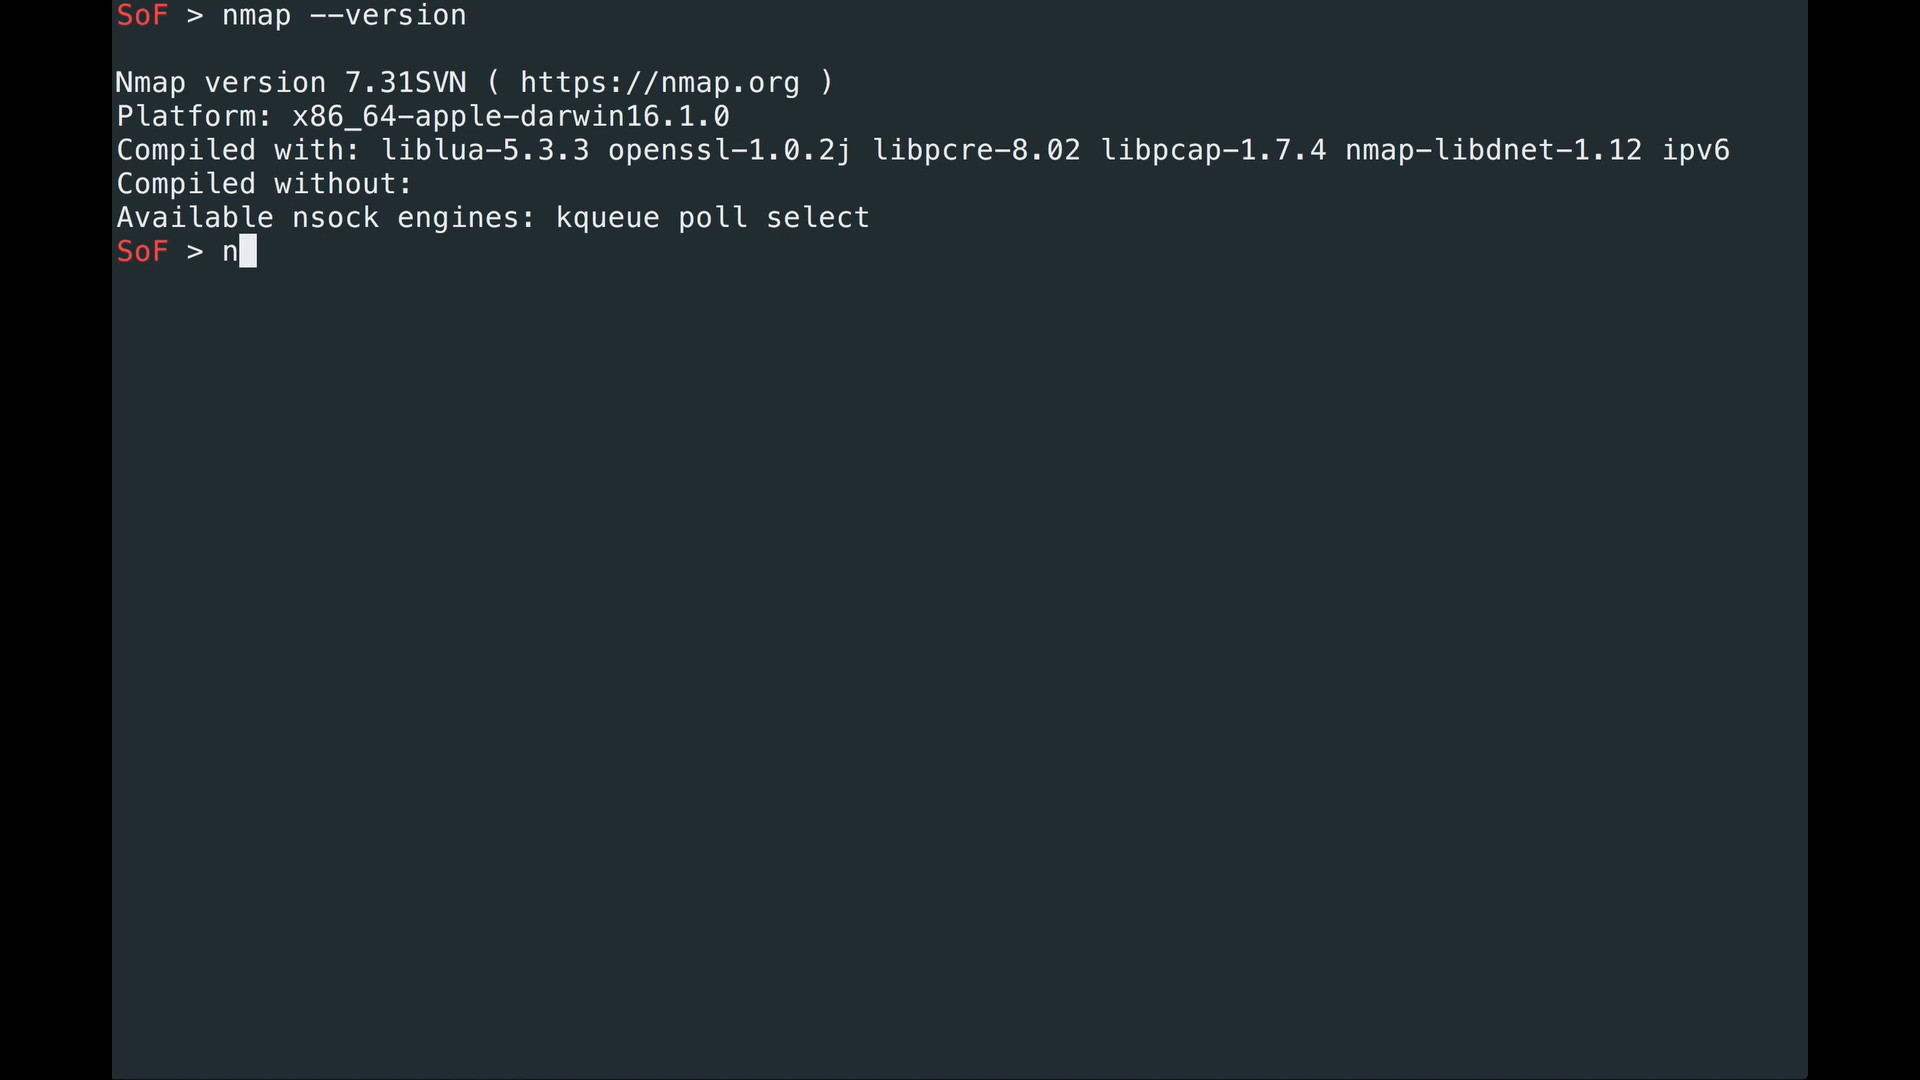 SoF > nmap --version
Nmap version 7.31SVN ( https://nmap.org )
Platform: x86_64-apple-darwin16.1.0
Compiled with: liblua-5.3.3 openssl-1.0.2j libpcre-8.02 libpcap-1.7.4 nmap-libdnet-1.12 ipv6
Compiled without:
Available nsock engines: kqueue poll select
SoF > n